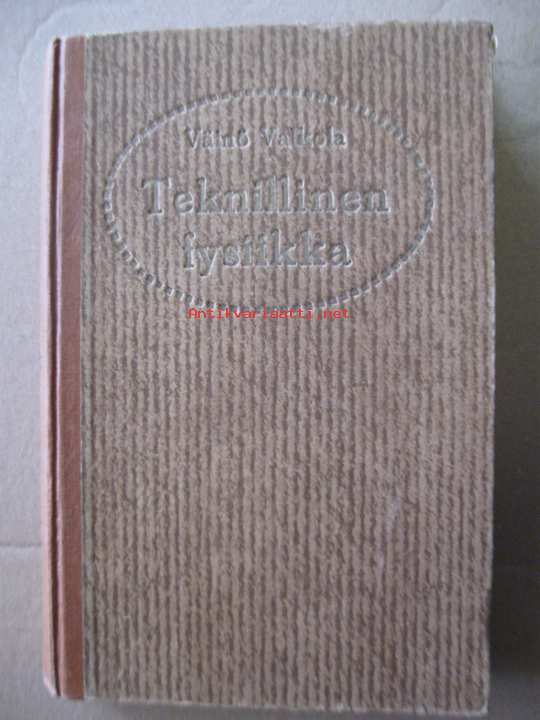 Väinö Valkola
Teknillinen
fysiikka
Antikvariaatti.net